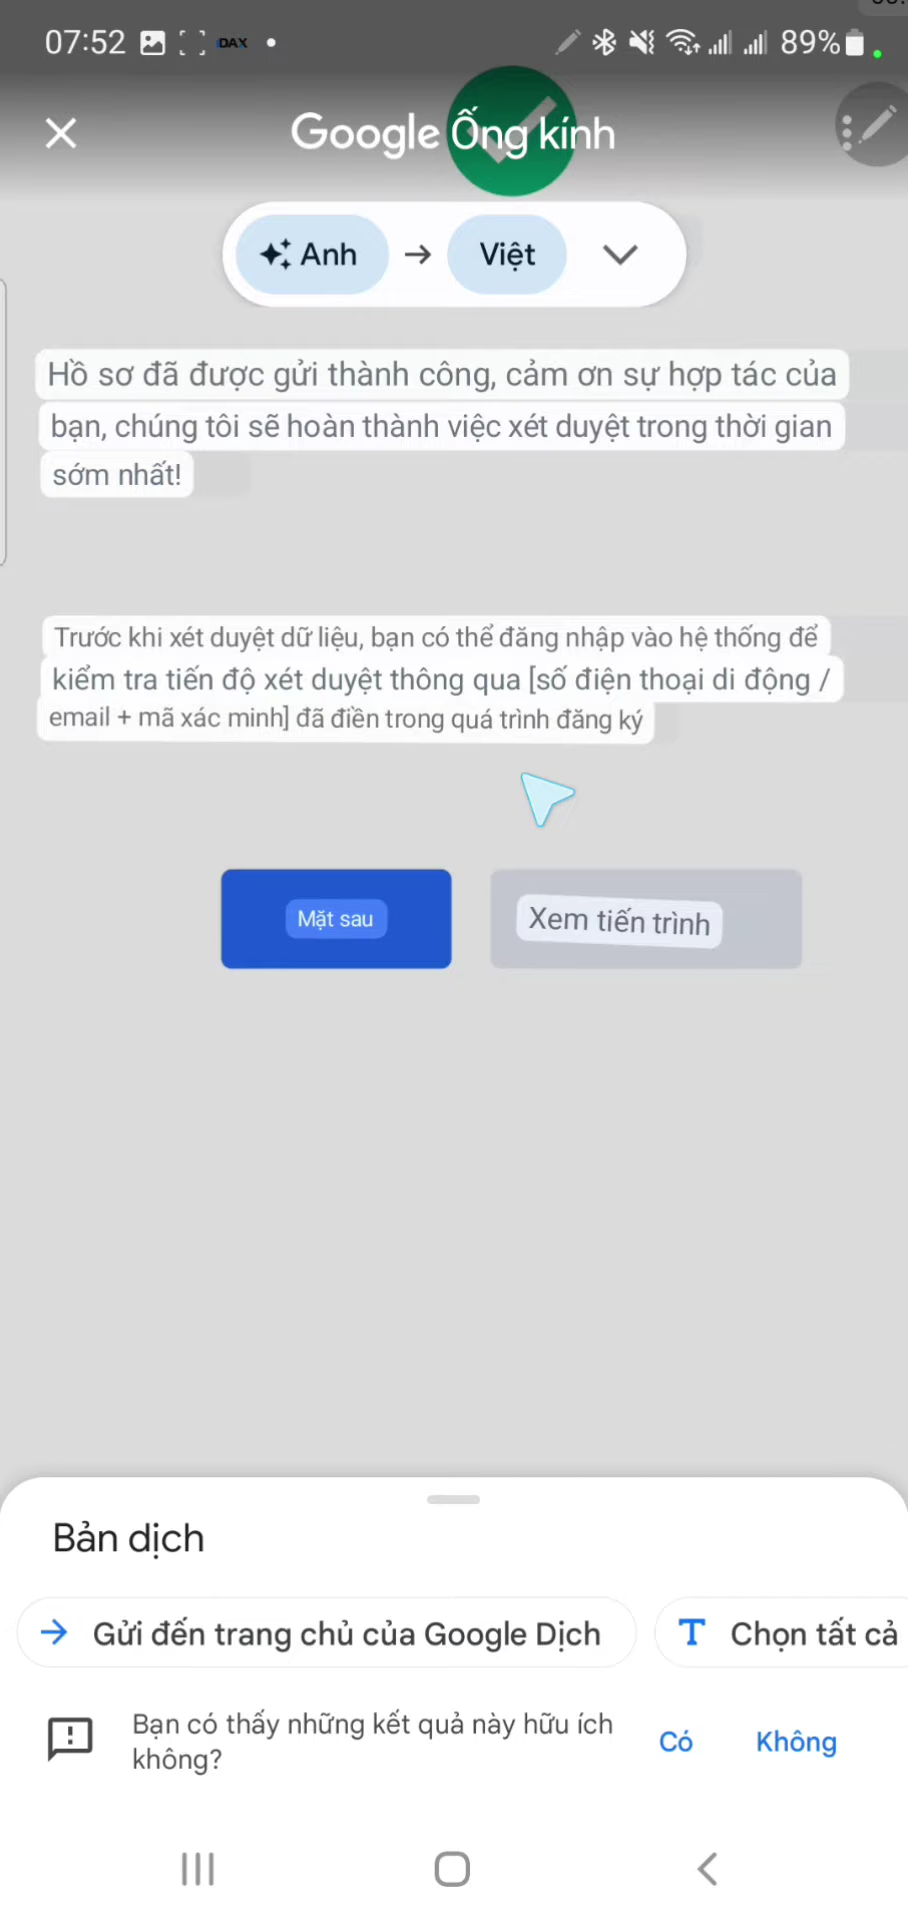 07:52 DAX 89%
Google Ống kính
Anh → Việt
Hồ sơ đã được gửi thành công, cảm ơn sự hợp tác của
bạn, chúng tôi sẽ hoàn thành việc xét duyệt trong thời gian
sớm nhất!
Trước khi xét duyệt dữ liệu, bạn có thể đăng nhập vào hệ thống để
kiểm tra tiến độ xét duyệt thông qua [số điện thoại di động /
email + mã xác minh] đã điền trong quá trình đăng ký
Mặt sau
Xem tiến trình
Bản dịch
Gửi đến trang chủ của Google Dịch
Chọn tất cả
Bạn có thấy những kết quả này hữu ích
không?
Có
Không